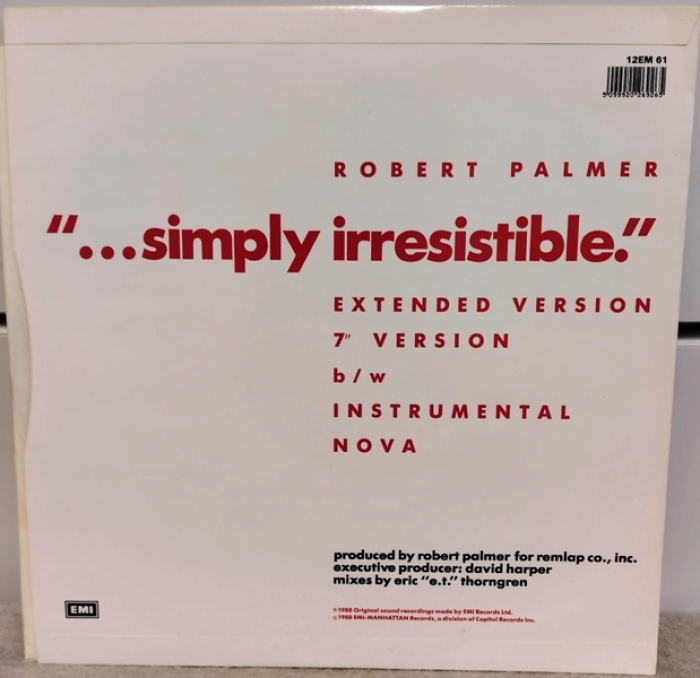 12EM 61
5099920269265
ROBERT PALMER
“...simply irresistible.”
EXTENDED VERSION
7" VERSION
b/w
INSTRUMENTAL
NOVA
produced by robert palmer for remlap co., inc.
executive producer: david harper
mixes by eric “e.t.” thorngren
EMI
℗ 1988 Original sound recordings made by EMI Records Ltd.
© 1988 EMI-MANHATTAN Records, a division of Capitol Records Inc.